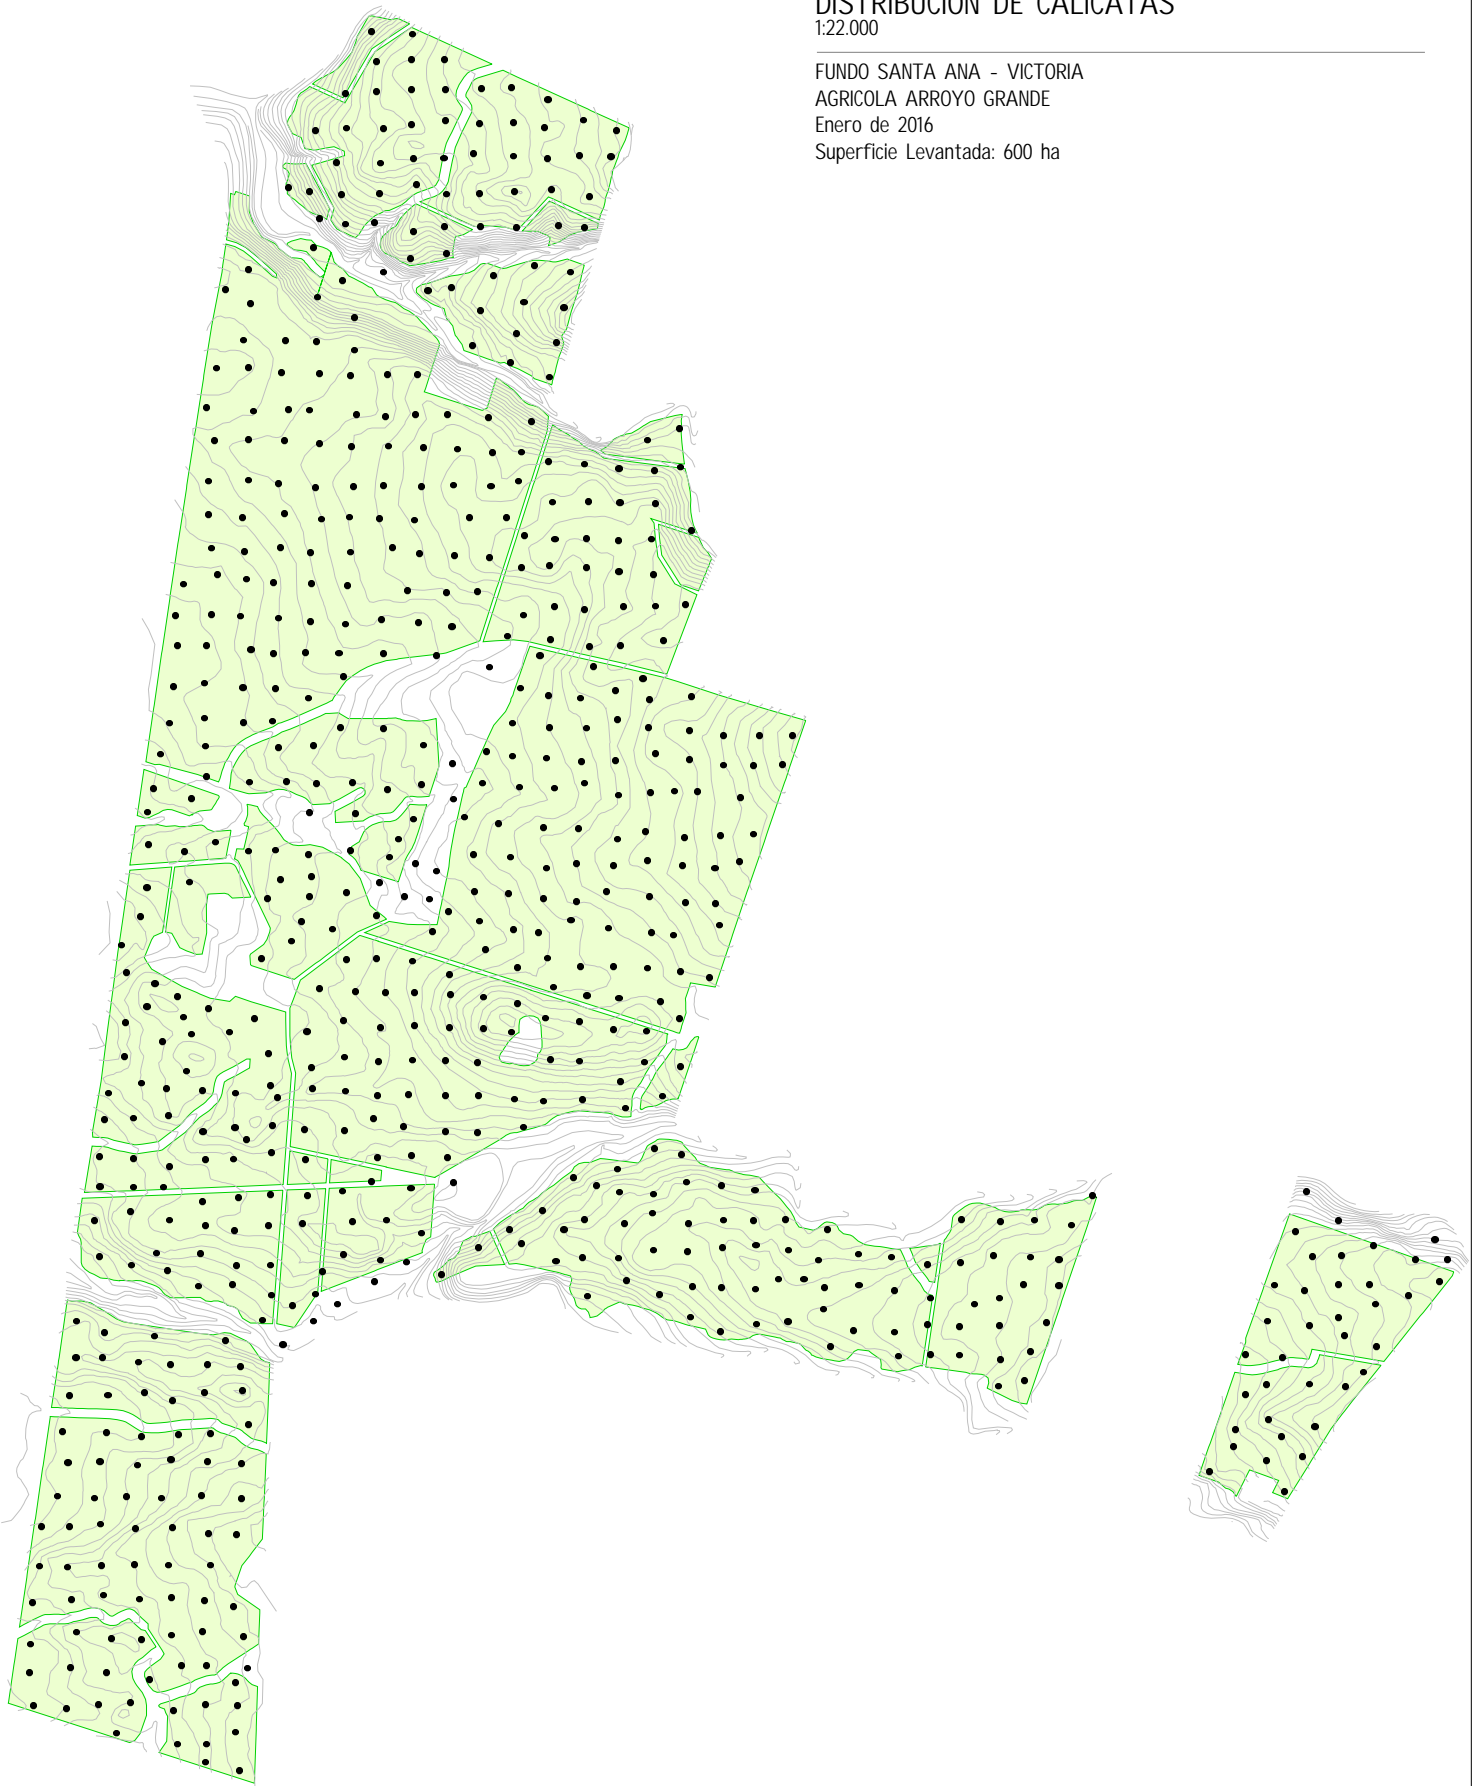 DISTRIBUCION DE CALICATAS
1:22.000
FUNDO SANTA ANA - VICTORIA
AGRICOLA ARROYO GRANDE
Enero de 2016
Superficie Levantada: 600 ha